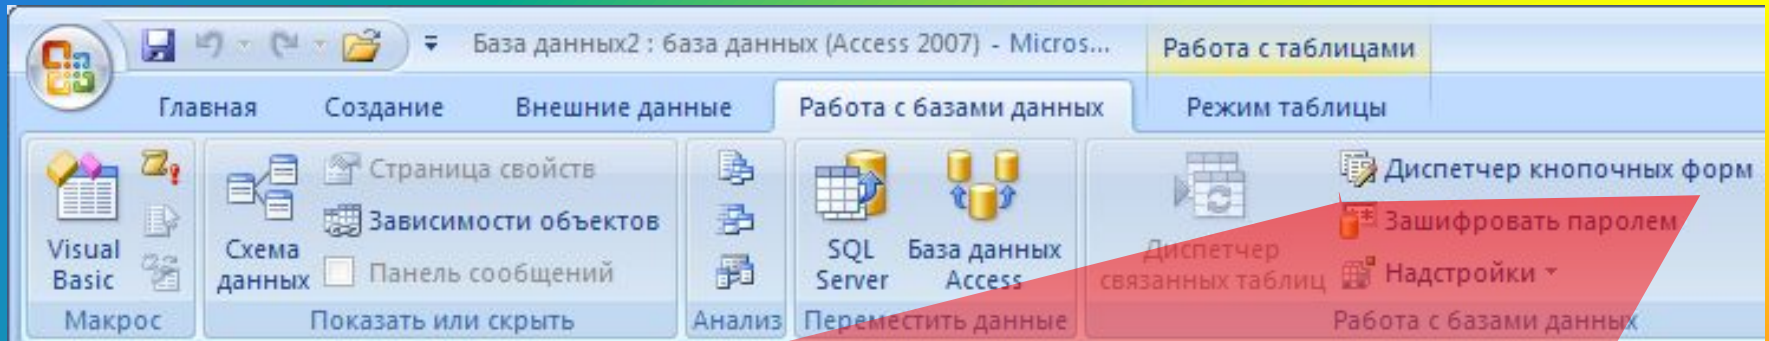 База данных2 : база данных (Access 2007) - Micros...
Работа с таблицами
Главная
Создание
Внешние данные
Работа с базами данных
Режим таблицы
Visual
Basic
Макрос
Схема
данных
Страница свойств
Зависимости объектов
Панель сообщений
Показать или скрыть
Анализ
SQL
Server
База данных
Access
Переместить данные
Диспетчер
связанных таблиц
Диспетчер кнопочных форм
Зашифровать паролем
Надстройки
Работа с базами данных